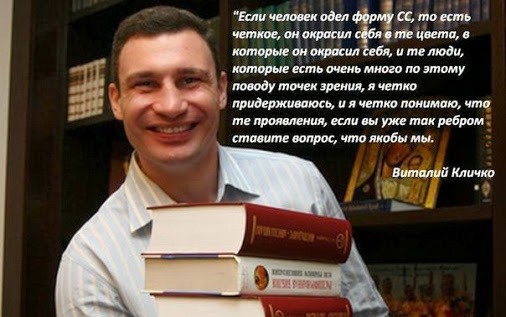 "Если человек одел форму СС, то есть
четкое, он окрасил себя в те цвета, в
которые он окрасил себя, и те люди,
которые есть очень много по этому
поводу точек зрения, я четко
придерживаюсь, и я четко понимаю, что
те проявления, если вы уже так ребром
ставите вопрос, что якобы мы.
Виталий Кличко